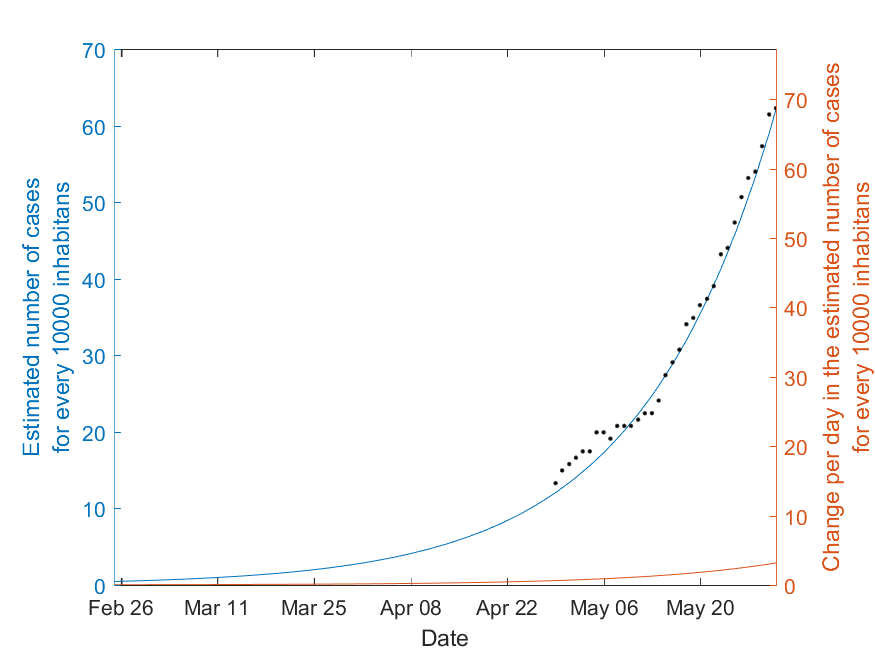 70
60
50
40
30
20
10
0
Estimated number of cases
for every 10000 inhabitans
Feb 26 Mar 11 Mar 25 Apr 08 Apr 22 May 06 May 20
Date
70
60
50
40
30
20
10
0
Change per day in the estimated number of cases
for every 10000 inhabitans